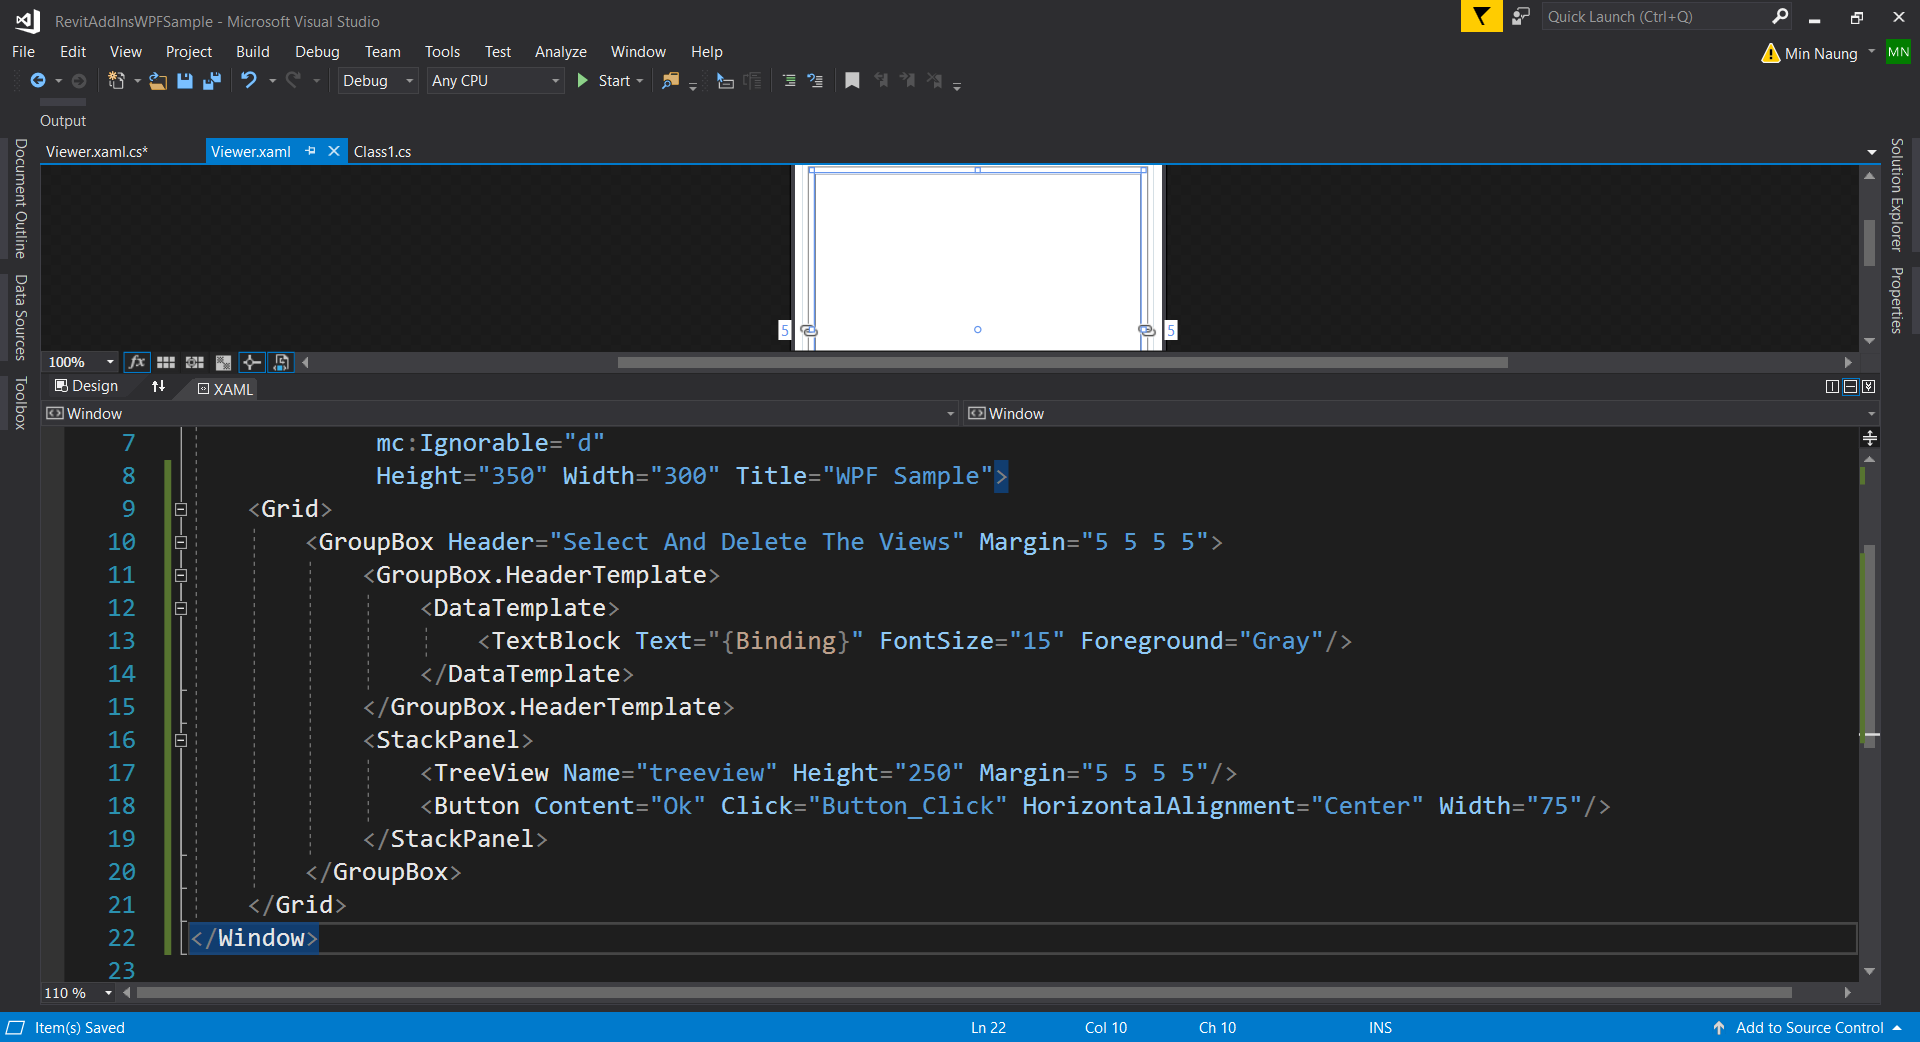 RevitAddInsWPFSample - Microsoft Visual Studio
Quick Launch (Ctrl+Q)
File Edit View Project Build Debug Team Tools Test Analyze Window Help
Min Naung MN
Debug Any CPU Start
Output
Viewer.xaml.cs* Viewer.xaml Class1.cs
Document Outline
Data Sources
Toolbox
Solution Explorer
Properties
5 5
100% fx
Design XAML
Window Window
7 mc:Ignorable="d"
8 Height="350" Width="300" Title="WPF Sample">
9 <Grid>
10 <GroupBox Header="Select And Delete The Views" Margin="5 5 5 5">
11 <GroupBox.HeaderTemplate>
12 <DataTemplate>
13 <TextBlock Text="{Binding}" FontSize="15" Foreground="Gray"/>
14 </DataTemplate>
15 </GroupBox.HeaderTemplate>
16 <StackPanel>
17 <TreeView Name="treeview" Height="250" Margin="5 5 5 5"/>
18 <Button Content="Ok" Click="Button_Click" HorizontalAlignment="Center" Width="75"/>
19 </StackPanel>
20 </GroupBox>
21 </Grid>
22 </Window>
23
110 %
Item(s) Saved Ln 22 Col 10 Ch 10 INS Add to Source Control